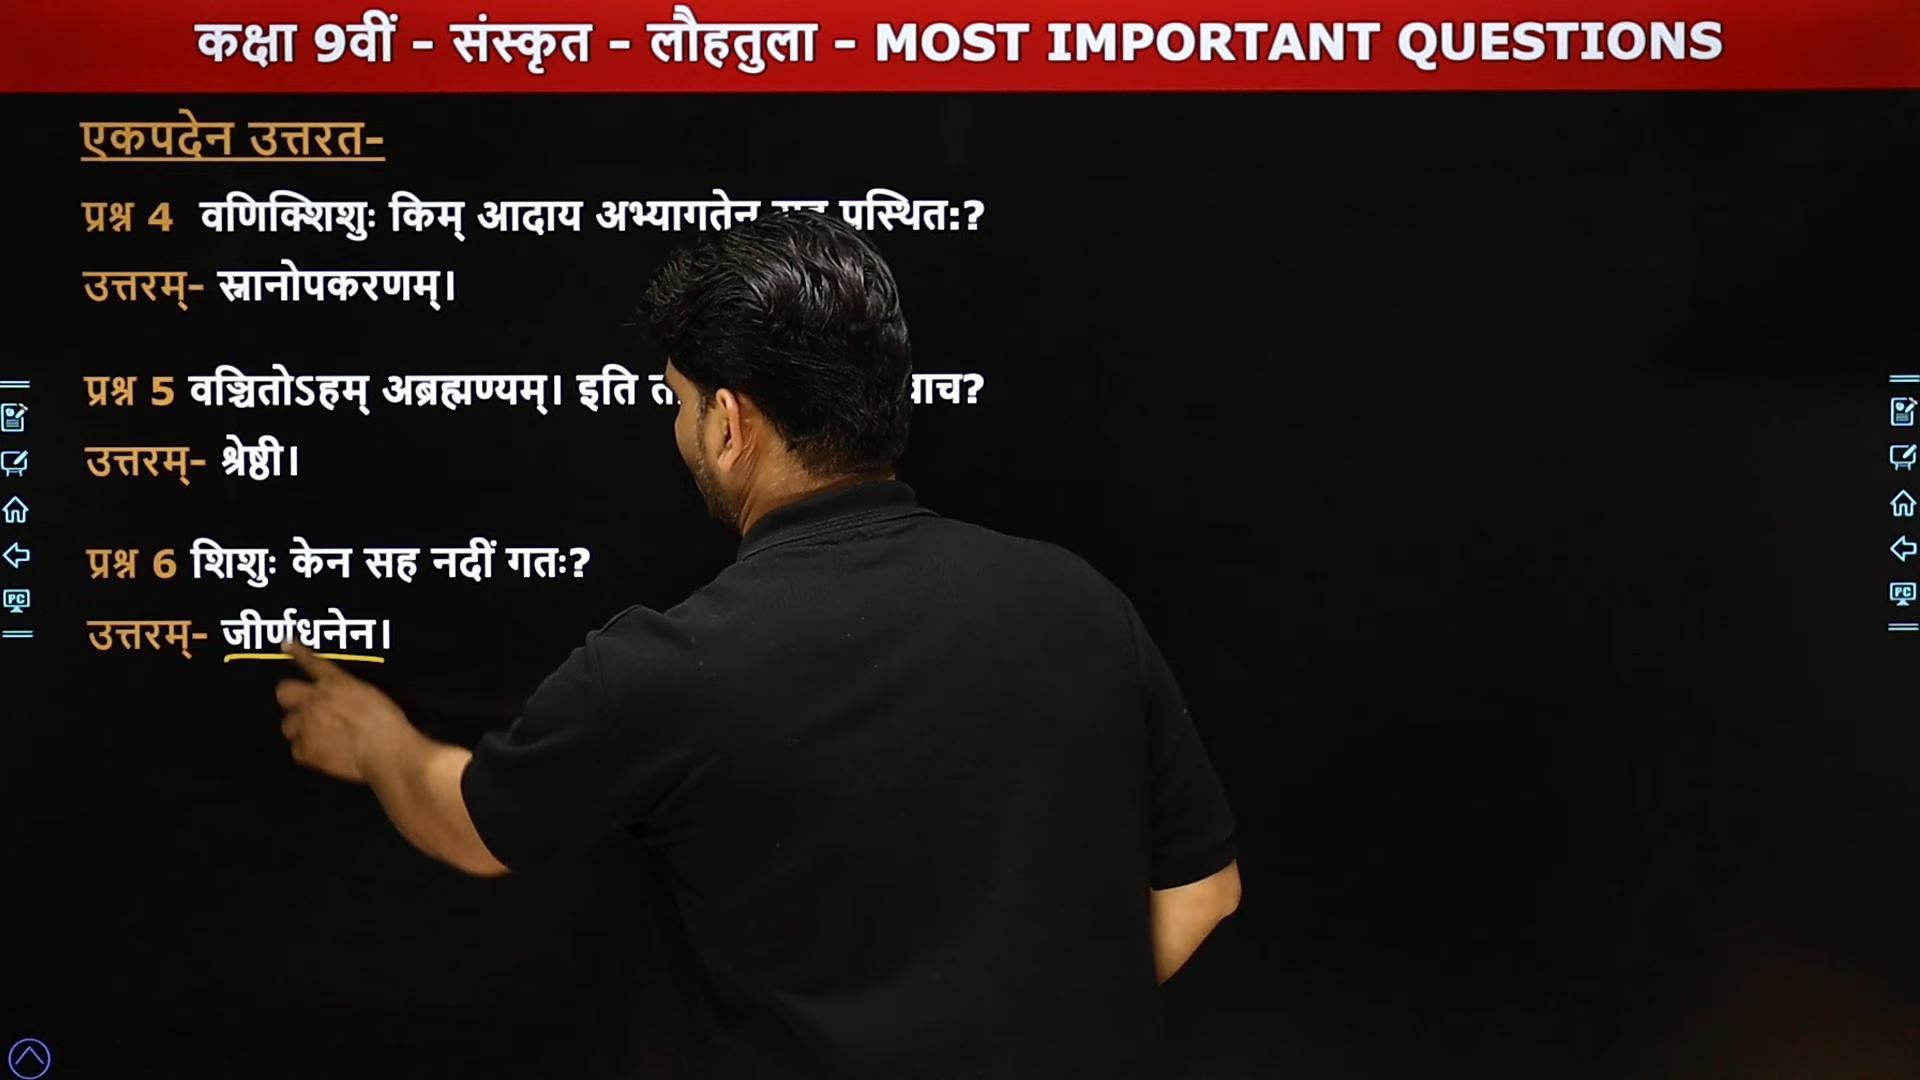 कक्षा 9वीं - संस्कृत - लौहतुला - MOST IMPORTANT QUESTIONS
एकपदेन उत्तरत-
प्रश्न 4 वणिक्शिशुः किम् आदाय अभ्यागतेन प्रस्थित:?
उत्तरम्- स्नानोपकरणम्।
प्रश्न 5 वञ्चितोऽहम् अब्रह्मण्यम्। इति
उत्तरम्- श्रेष्ठी।
प्रश्न 6 शिशुः केन सह नदीं गतः?
उत्तरम्- जीर्णधनेन।
PC PC